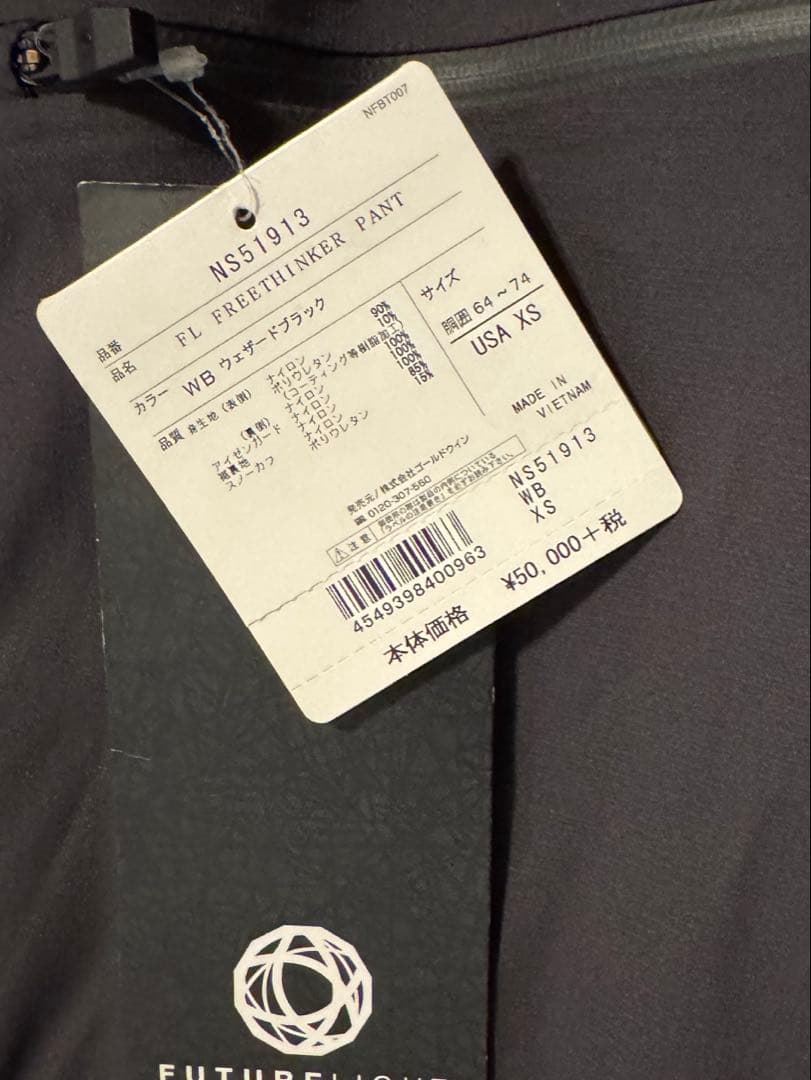 NFBT007
品番 NS51913
品名 FL FREETHINKER PANT
カラー WB ウェザードブラック
サイズ
胴囲 64~74
USA XS
品質 身生地(表側) ナイロン 90%
ポリウレタン 10%
(裏側) (コーティング等樹脂加工)
アイゼンガード ナイロン 100%
裾裏地 ナイロン 100%
スノーカフ ナイロン 85%
ポリウレタン 15%
MADE IN
VIETNAM
発売元/株式会社ゴールドウイン
☎ 0120-307-560
⚠注意
NS51913
WB
XS
4549398400963
本体価格 ¥50,000+税
FUTURELIGHT